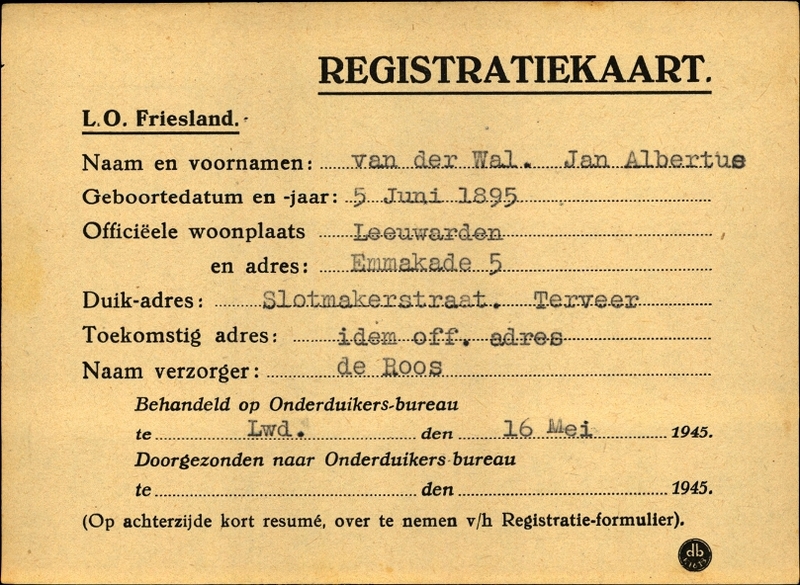 REGISTRATIEKAART.
L.O. Friesland.
Naam en voornamen: van der Wal. Jan Albertus
Geboortedatum en -jaar: 5 Juni 1895
Officiëele woonplaats Leeuwarden
en adres: Emmakade 5
Duik-adres: Slotmakerstraat. Terveer
Toekomstig adres: idem off. adres
Naam verzorger: de Roos
Behandeld op Onderduikers-bureau
te Lwd. den 16 Mei 1945.
Doorgezonden naar Onderduikers bureau
te den 1945.
(Op achterzijde kort resumé, over te nemen v/h Registratie-formulier).
db